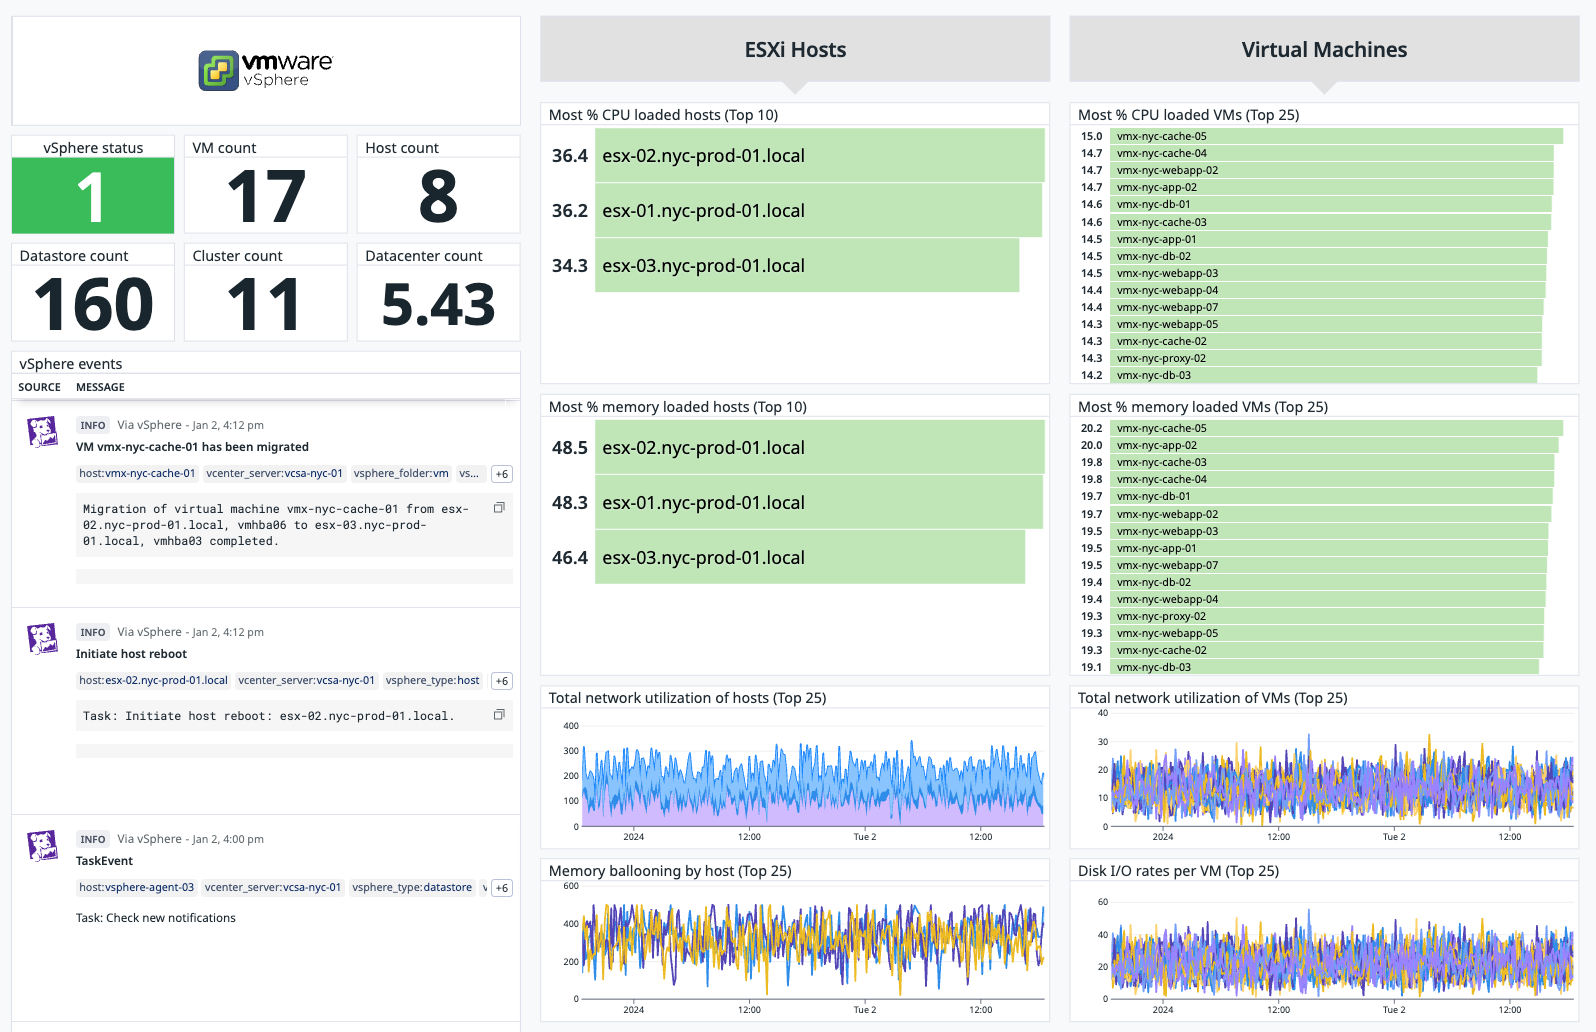 vmware
vSphere
vSphere status
1
VM count
17
Host count
8
Datastore count
160
Cluster count
11
Datacenter count
5.43
vSphere events
SOURCE MESSAGE
INFO Via vSphere - Jan 2, 4:12 pm
VM vmx-nyc-cache-01 has been migrated
host:vmx-nyc-cache-01 vcenter_server:vcsa-nyc-01 vsphere_folder:vm vs... +6
Migration of virtual machine vmx-nyc-cache-01 from esx-
02.nyc-prod-01.local, vmhba06 to esx-03.nyc-prod-
01.local, vmhba03 completed.
INFO Via vSphere - Jan 2, 4:12 pm
Initiate host reboot
host:esx-02.nyc-prod-01.local vcenter_server:vcsa-nyc-01 vsphere_type:host +6
Task: Initiate host reboot: esx-02.nyc-prod-01.local.
INFO Via vSphere - Jan 2, 4:00 pm
TaskEvent
host:vsphere-agent-03 vcenter_server:vcsa-nyc-01 vsphere_type:datastore +6
Task: Check new notifications
ESXi Hosts
Most % CPU loaded hosts (Top 10)
36.4 esx-02.nyc-prod-01.local
36.2 esx-01.nyc-prod-01.local
34.3 esx-03.nyc-prod-01.local
Most % memory loaded hosts (Top 10)
48.5 esx-02.nyc-prod-01.local
48.3 esx-01.nyc-prod-01.local
46.4 esx-03.nyc-prod-01.local
Total network utilization of hosts (Top 25)
400
300
200
100
0
2024 12:00 Tue 2 12:00
Memory ballooning by host (Top 25)
600
400
200
0
2024 12:00 Tue 2 12:00
Virtual Machines
Most % CPU loaded VMs (Top 25)
15.0 vmx-nyc-cache-05
14.7 vmx-nyc-cache-04
14.7 vmx-nyc-webapp-02
14.7 vmx-nyc-app-02
14.6 vmx-nyc-db-01
14.6 vmx-nyc-cache-03
14.5 vmx-nyc-app-01
14.5 vmx-nyc-db-02
14.5 vmx-nyc-webapp-03
14.4 vmx-nyc-webapp-04
14.4 vmx-nyc-webapp-07
14.3 vmx-nyc-webapp-05
14.3 vmx-nyc-cache-02
14.3 vmx-nyc-proxy-02
14.2 vmx-nyc-db-03
Most % memory loaded VMs (Top 25)
20.2 vmx-nyc-cache-05
20.0 vmx-nyc-app-02
19.8 vmx-nyc-cache-03
19.8 vmx-nyc-cache-04
19.7 vmx-nyc-db-01
19.7 vmx-nyc-webapp-02
19.5 vmx-nyc-webapp-03
19.5 vmx-nyc-app-01
19.5 vmx-nyc-webapp-07
19.4 vmx-nyc-db-02
19.4 vmx-nyc-webapp-04
19.3 vmx-nyc-proxy-02
19.3 vmx-nyc-webapp-05
19.3 vmx-nyc-cache-02
19.1 vmx-nyc-db-03
Total network utilization of VMs (Top 25)
40
30
20
10
0
2024 12:00 Tue 2 12:00
Disk I/O rates per VM (Top 25)
60
40
20
0
2024 12:00 Tue 2 12:00